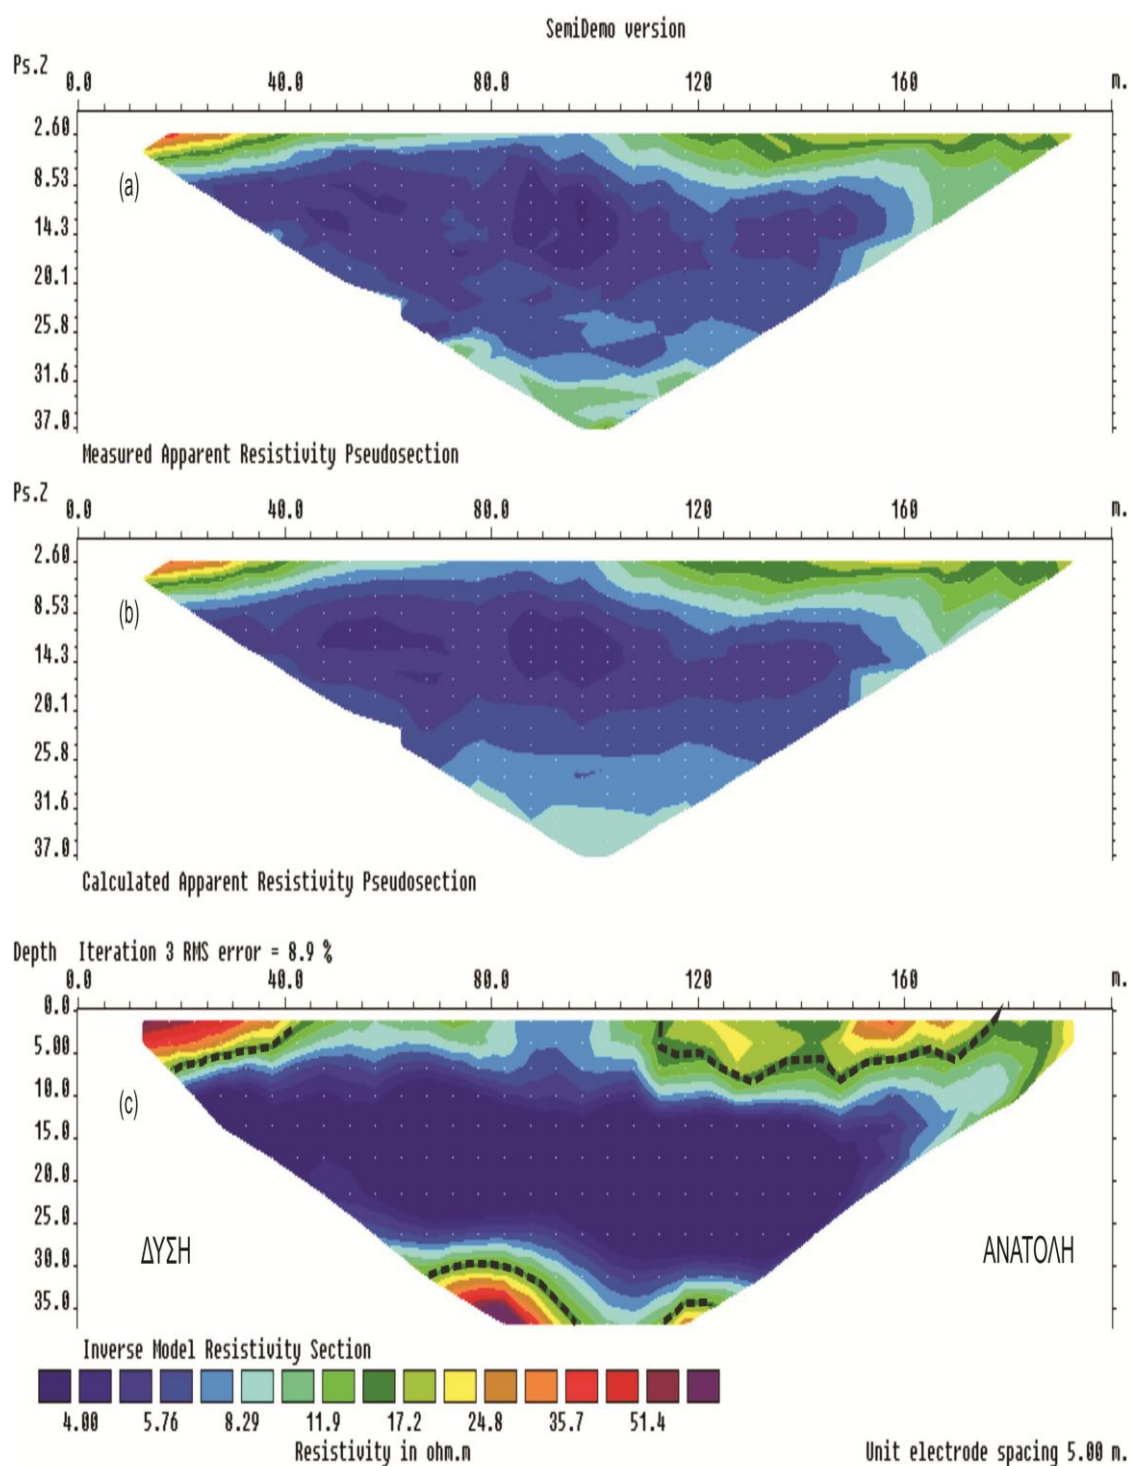 SemiDemo version
Ps.Z 0.0 40.0 80.0 120 160 m.
2.60
8.53
(a)
14.3
20.1
25.8
31.6
37.0
Measured Apparent Resistivity Pseudosection
Ps.Z 0.0 40.0 80.0 120 160 m.
2.60
8.53
(b)
14.3
20.1
25.8
31.6
37.0
Calculated Apparent Resistivity Pseudosection
Depth Iteration 3 RMS error = 8.9 %
0.0 40.0 80.0 120 160 m.
0.0
5.00
10.0
(c)
15.0
20.0
25.0
ΔΥΣΗ ΑΝΑΤΟΛΗ
30.0
35.0
Inverse Model Resistivity Section
4.00 5.76 8.29 11.9 17.2 24.8 35.7 51.4
Resistivity in ohm.m Unit electrode spacing 5.00 m.